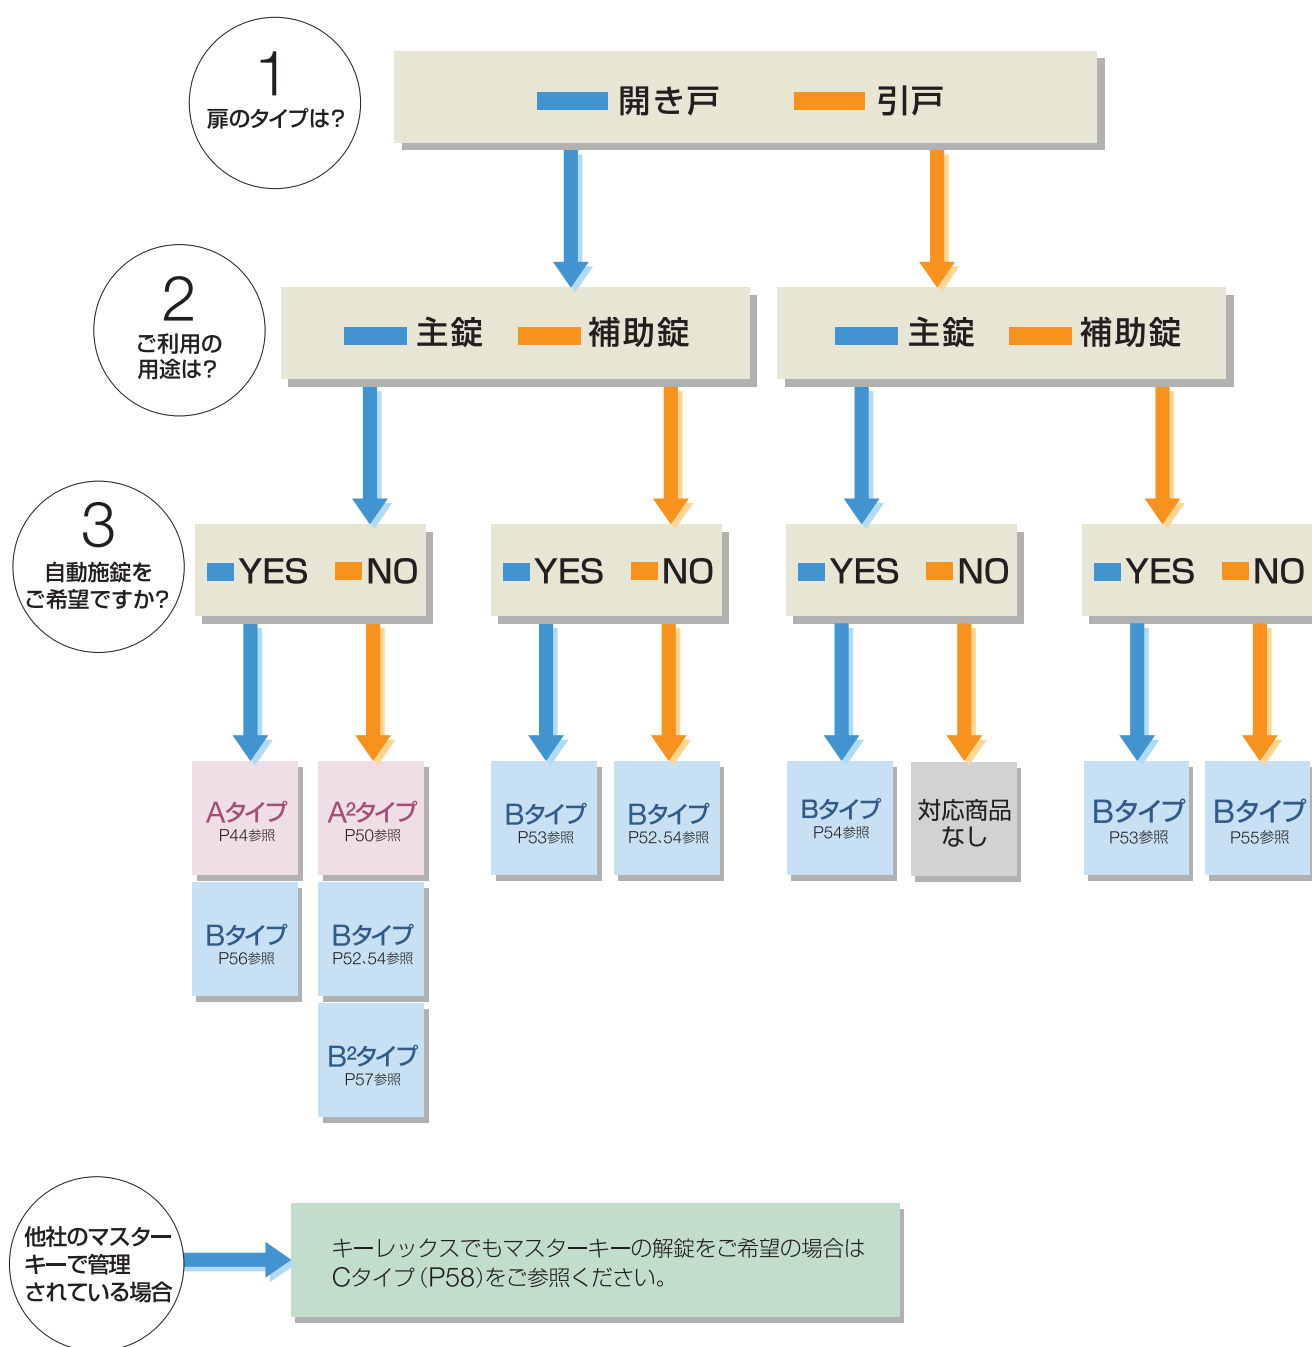 1
扉のタイプは?
開き戸 引戸
2
ご利用の
用途は?
主錠 補助錠
主錠 補助錠
3
自動施錠を
ご希望ですか?
YES NO
YES NO
YES NO
YES NO
Aタイプ
P44参照
Bタイプ
P56参照
A²タイプ
P50参照
Bタイプ
P52、54参照
B²タイプ
P57参照
Bタイプ
P53参照
Bタイプ
P52、54参照
Bタイプ
P54参照
対応商品
なし
Bタイプ
P53参照
Bタイプ
P55参照
他社のマスター
キーで管理
されている場合
キーレックスでもマスターキーの解錠をご希望の場合は
Cタイプ(P58)をご参照ください。